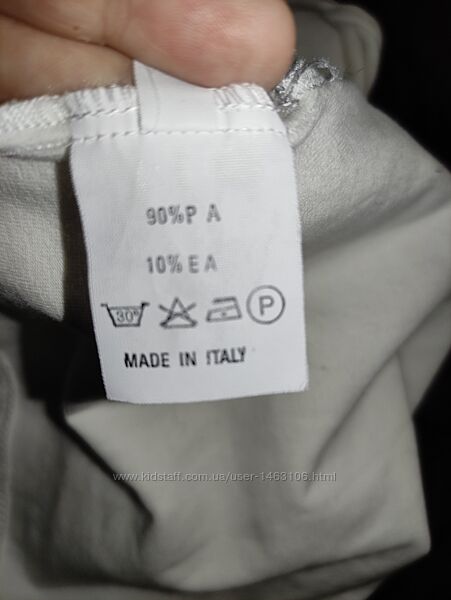 90%P A
10% E A
30° P
MADE IN ITALY
www.kidstaff.com.ua/user-1463106.html